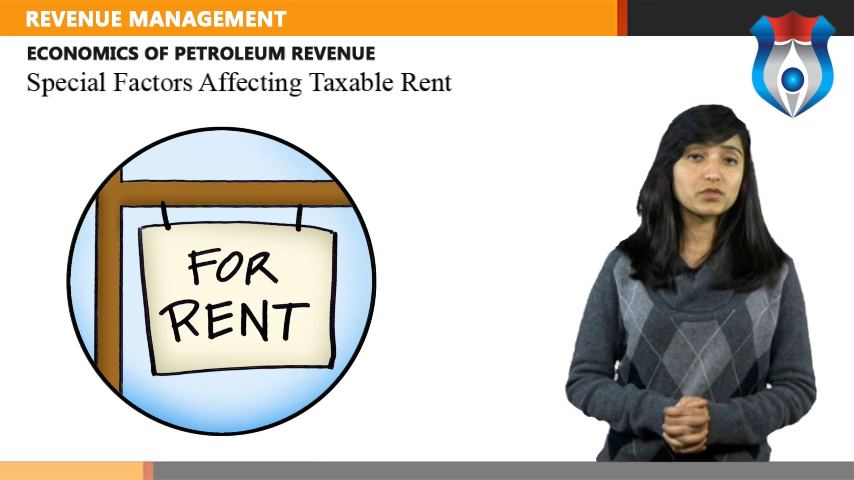 REVENUE MANAGEMENT
ECONOMICS OF PETROLEUM REVENUE
Special Factors Affecting Taxable Rent
FOR
RENT